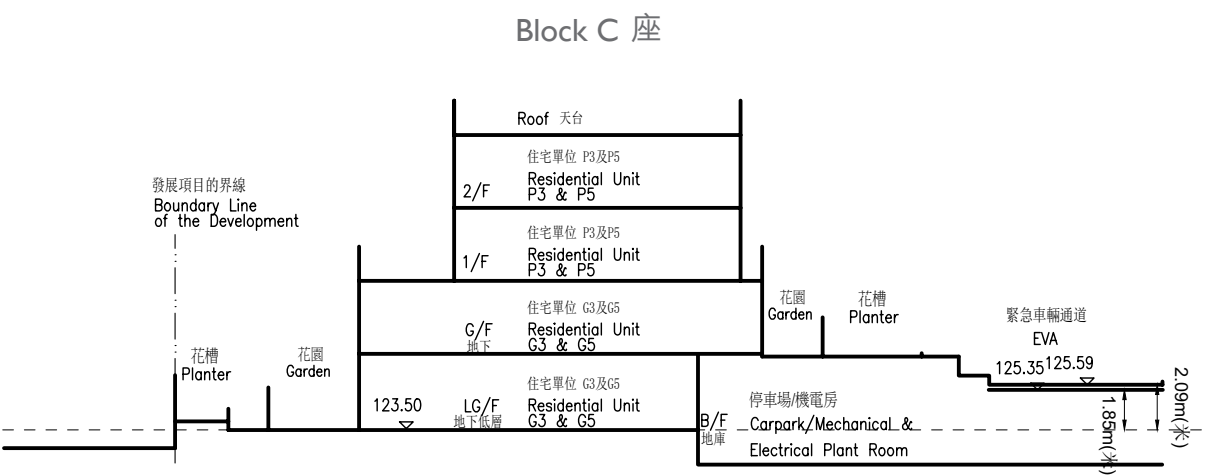 Block C 座
Roof 天台
住宅單位 P3及P5
2/F
Residential Unit
P3 & P5
發展項目的界線
Boundary Line
of the Development
住宅單位 P3及P5
1/F
Residential Unit
P3 & P5
住宅單位 G3及G5
G/F
地下
Residential Unit
G3 & G5
花園
Garden
花槽
Planter
緊急車輛通道
EVA
125.35
125.59
花槽
Planter
花園
Garden
123.50
住宅單位 G3及G5
LG/F
地下低層
Residential Unit
G3 & G5
B/F
地庫
停車場/機電房
Carpark/Mechanical &
Electrical Plant Room
1.85m(米)
2.09m(米)